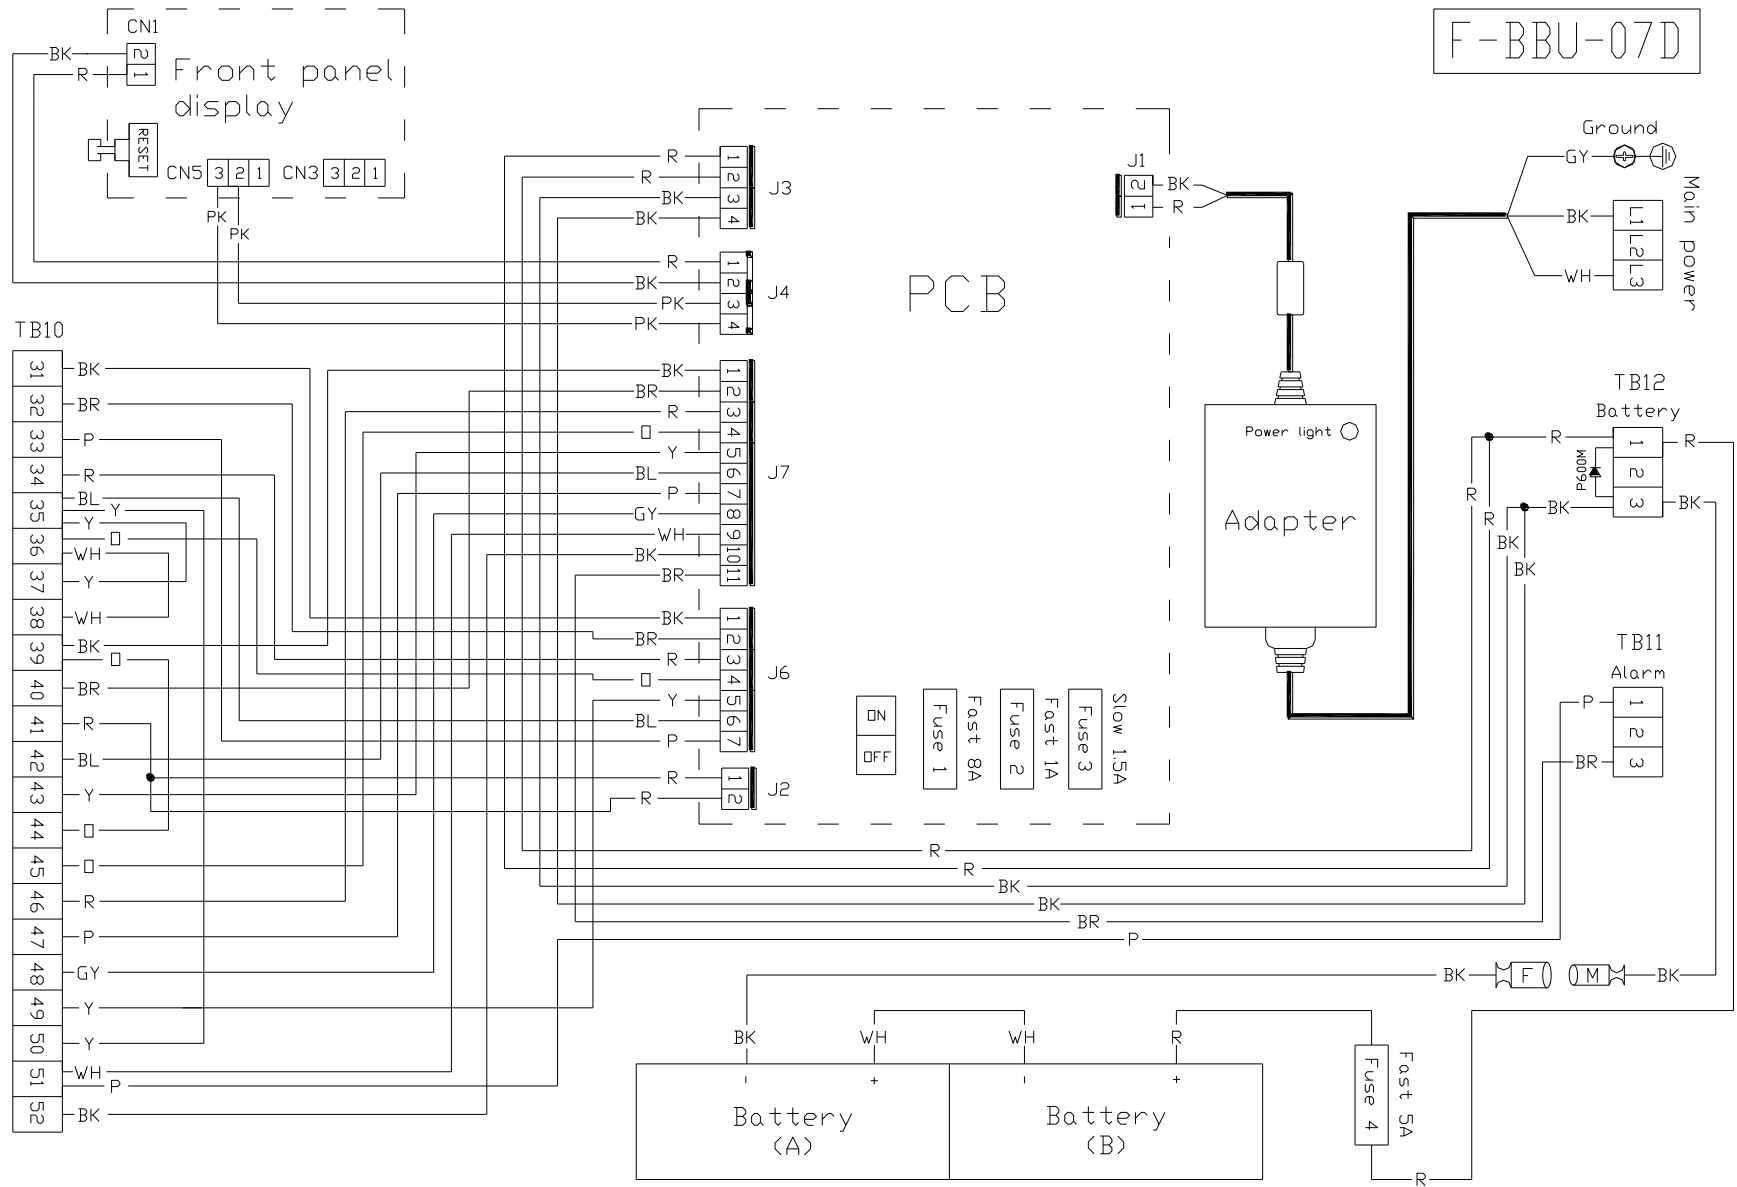 F-BBU-07D
CN1
BK 2
R 1
Front panel
display
RESET
CN5 3 2 1
CN3 3 2 1
PK
PK
PCB
R 1
R 2
BK 3
BK 4
J3
R 1
BK 2
PK 3
PK 4
J4
BK 1
BR 2
R 3
O 4
Y 5
BL 6
P 7
GY 8
WH 9
BK 10
BR 11
J7
BK 1
BR 2
R 3
O 4
Y 5
BL 6
P 7
J6
R 1
R 2
J2
J1
2 BK
1 R
ON
OFF
Fuse 1
Fast 8A
Fuse 2
Fast 1A
Fuse 3
Slow 1.5A
TB10
31 BK
32 BR
33 P
34 R
35 BL Y Y
36 O WH
37 Y
38 WH
39 BK O
40 BR
41 R
42 BL
43 Y
44 O
45 O
46 R
47 P
48 GY
49 Y
50 Y
51 WH P
52 BK
Power light
Adapter
Ground
GY
BK L1
L2
WH L3
Main power
TB12
Battery
R 1 R
2
BK 3 BK
P600M
R
R
BK
BK
TB11
Alarm
P 1
2
BR 3
R
R
BK
BK
BR
P
BK F M BK
BK WH WH R
- + - +
Battery
(A)
Battery
(B)
Fuse 4
Fast 5A
R